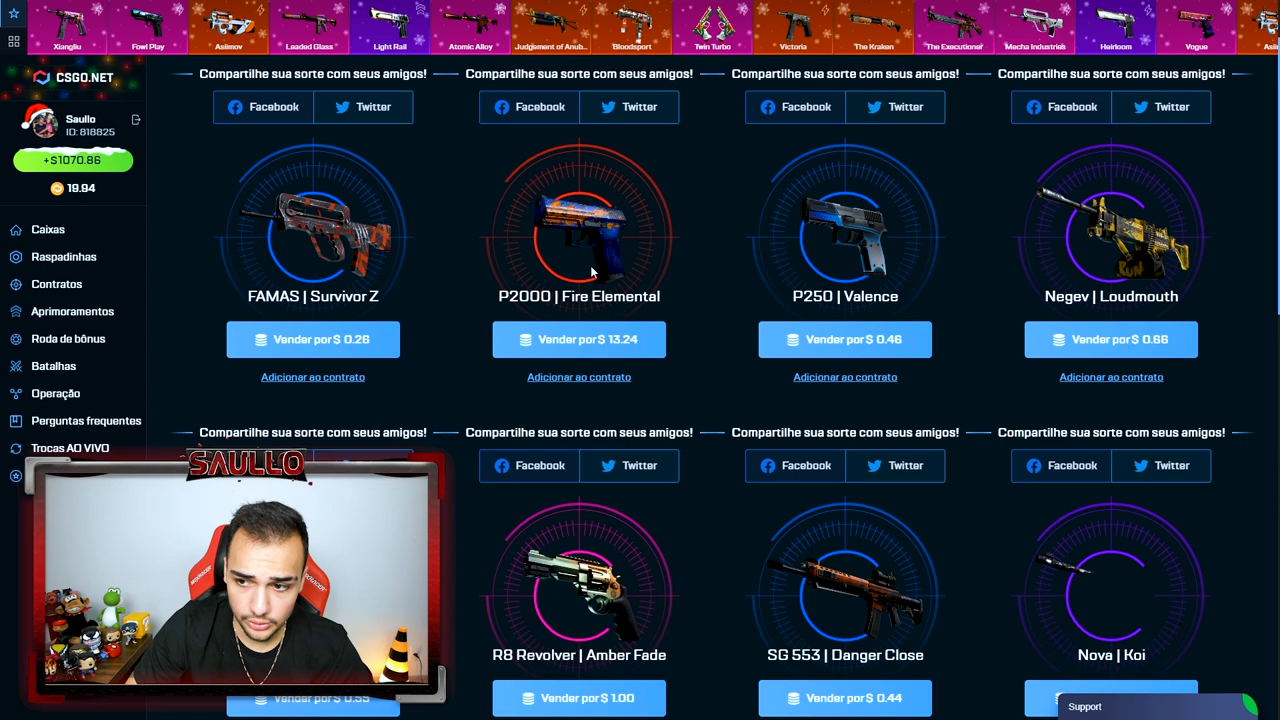 Xiangliu
Fowl Play
Asiimov
Leaded Glass
Light Rail
Atomic Alloy
Judgement of Anub...
Bloodsport
Twin Turbo
Victoria
The Kraken
The Executioner
Mecha Industries
Heirloom
Vogue
CSGO.NET
Saullo
ID: 818825
+$1070.86
19.94
Caixas
Raspadinhas
Contratos
Aprimoramentos
Roda de bônus
Batalhas
Operação
Perguntas frequentes
Trocas AO VIVO
Compartilhe sua sorte com seus amigos!
Facebook
Twitter
FAMAS | Survivor Z
Vender por $ 0.26
Adicionar ao contrato
Compartilhe sua sorte com seus amigos!
Facebook
Twitter
P2000 | Fire Elemental
Vender por $ 13.24
Adicionar ao contrato
Compartilhe sua sorte com seus amigos!
Facebook
Twitter
P250 | Valence
Vender por $ 0.46
Adicionar ao contrato
Compartilhe sua sorte com seus amigos!
Facebook
Twitter
Negev | Loudmouth
Vender por $ 0.66
Adicionar ao contrato
Compartilhe sua sorte com seus amigos!
SAULLO
Compartilhe sua sorte com seus amigos!
Facebook
Twitter
R8 Revolver | Amber Fade
Vender por $ 1.00
Compartilhe sua sorte com seus amigos!
Facebook
Twitter
SG 553 | Danger Close
Vender por $ 0.44
Compartilhe sua sorte com seus amigos!
Facebook
Twitter
Nova | Koi
Support